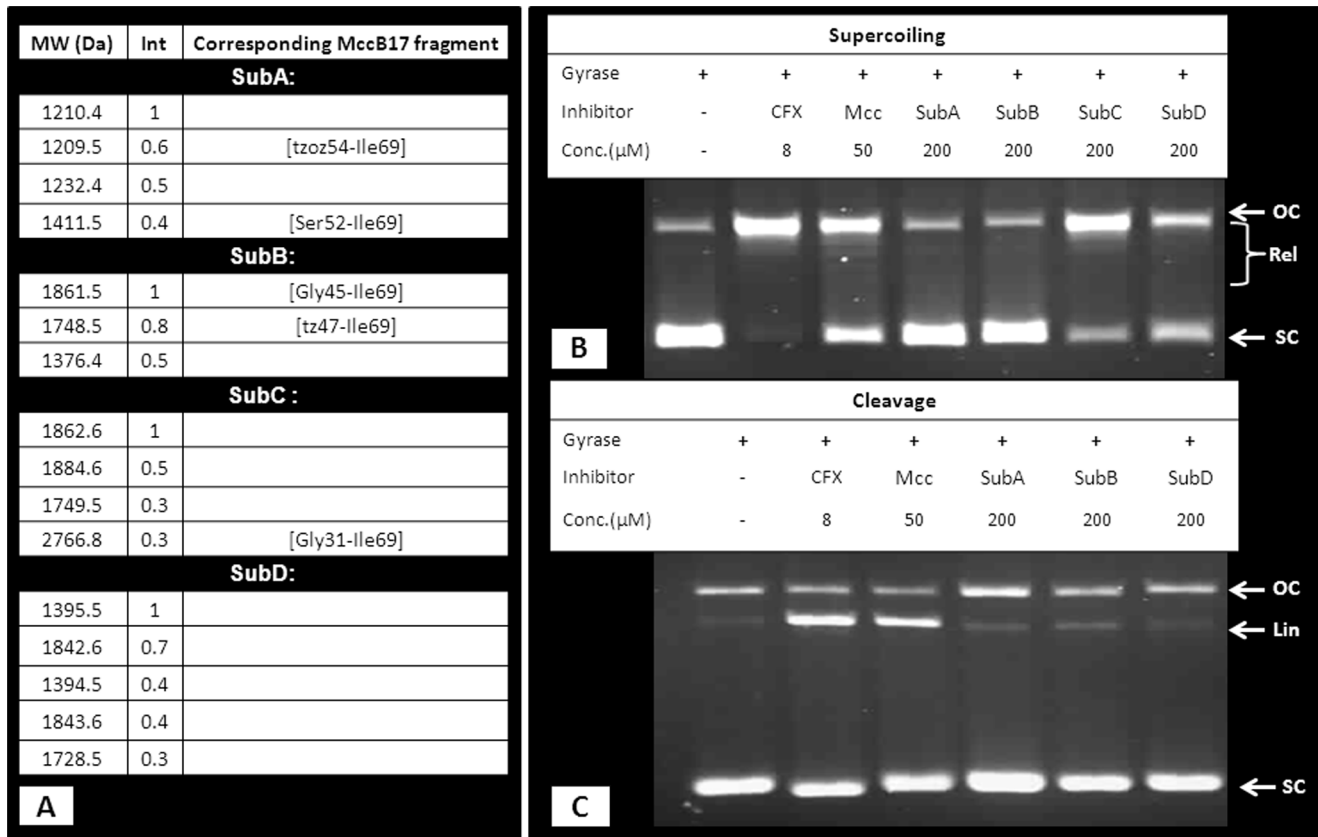 MW (Da) Int Corresponding MccB17 fragment
SubA:
1210.4 1
1209.5 0.6 [tzoz54-Ile69]
1232.4 0.5
1411.5 0.4 [Ser52-Ile69]
SubB:
1861.5 1 [Gly45-Ile69]
1748.5 0.8 [tz47-Ile69]
1376.4 0.5
SubC :
1862.6 1
1884.6 0.5
1749.5 0.3
2766.8 0.3 [Gly31-Ile69]
SubD:
1395.5 1
1842.6 0.7
1394.5 0.4
1843.6 0.4
1728.5 0.3
A
Supercoiling
Gyrase + + + + + + +
Inhibitor - CFX Mcc SubA SubB SubC SubD
Conc.(μM) - 8 50 200 200 200 200
OC
Rel
SC
B
Cleavage
Gyrase + + + + + +
Inhibitor - CFX Mcc SubA SubB SubD
Conc.(μM) - 8 50 200 200 200
OC
Lin
SC
C